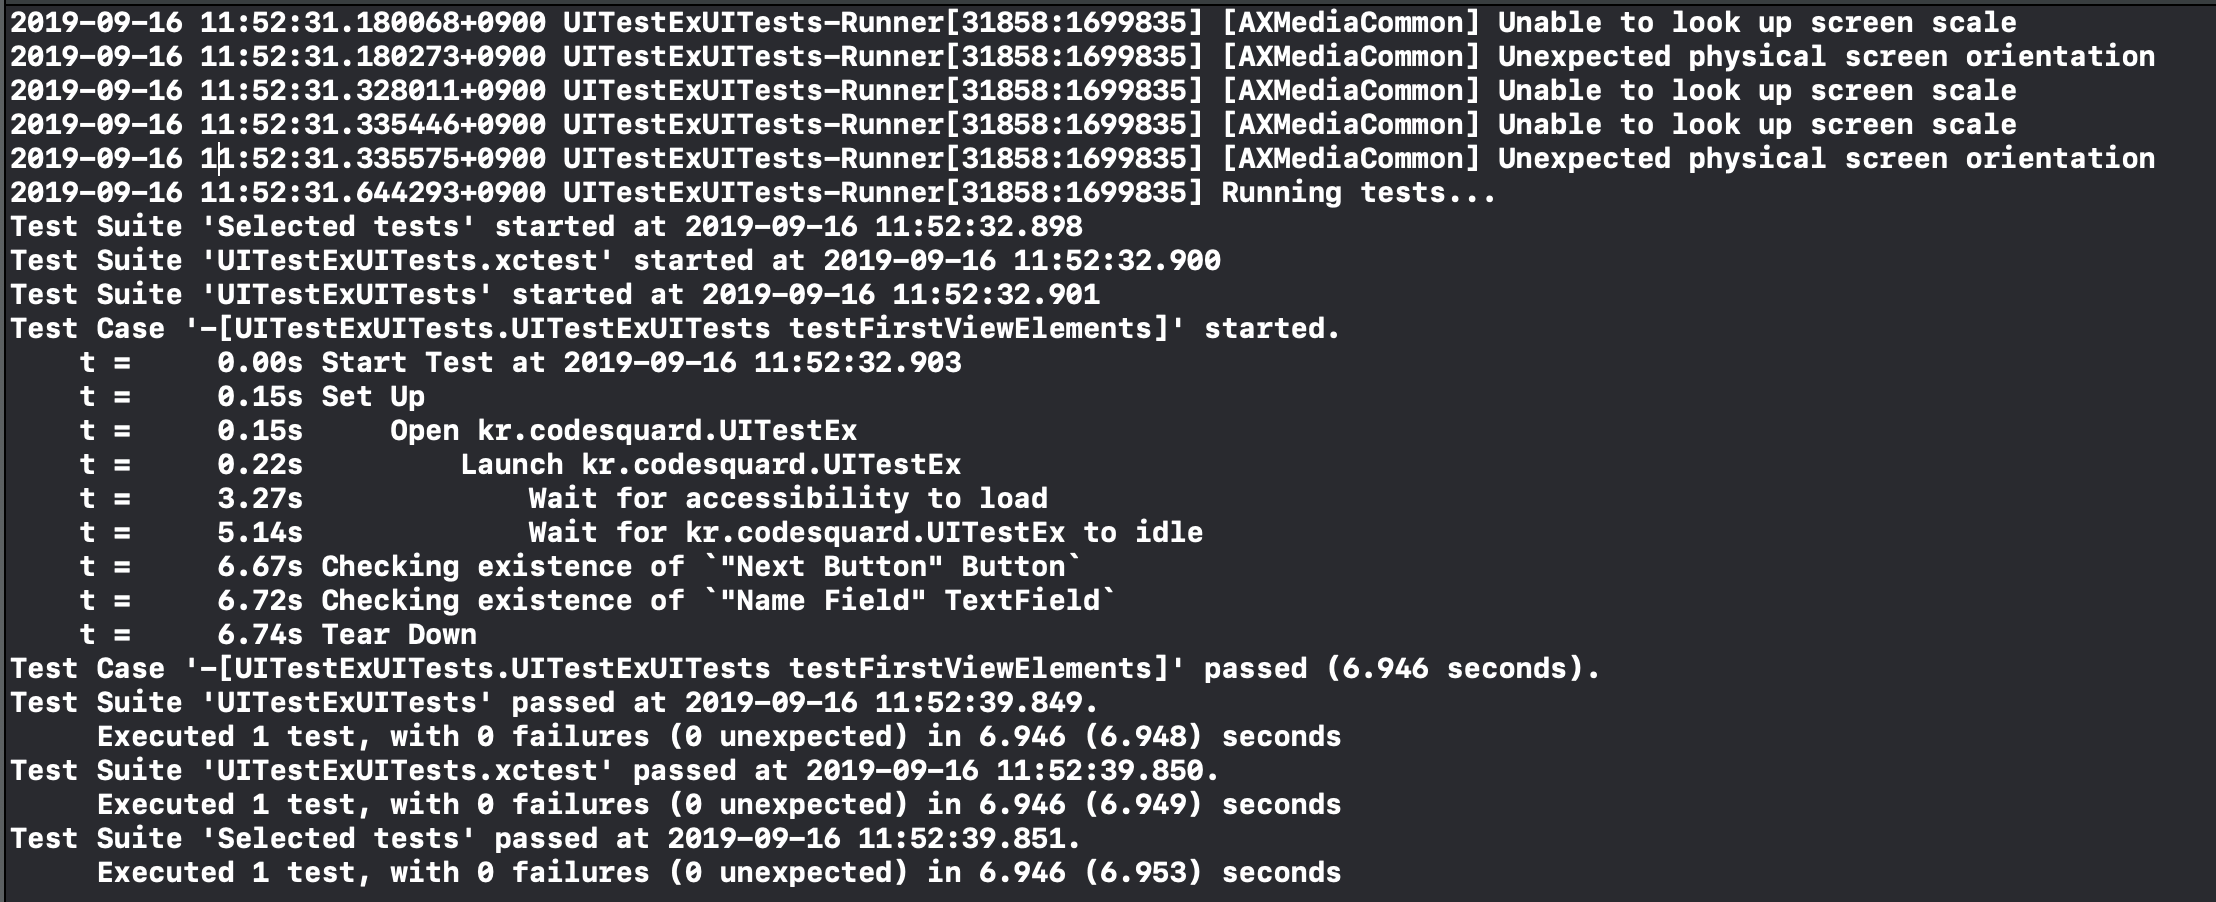 2019-09-16 11:52:31.180068+0900 UITestExUITests-Runner[31858:1699835] [AXMediaCommon] Unable to look up screen scale
2019-09-16 11:52:31.180273+0900 UITestExUITests-Runner[31858:1699835] [AXMediaCommon] Unexpected physical screen orientation
2019-09-16 11:52:31.328011+0900 UITestExUITests-Runner[31858:1699835] [AXMediaCommon] Unable to look up screen scale
2019-09-16 11:52:31.335446+0900 UITestExUITests-Runner[31858:1699835] [AXMediaCommon] Unable to look up screen scale
2019-09-16 11:52:31.335575+0900 UITestExUITests-Runner[31858:1699835] [AXMediaCommon] Unexpected physical screen orientation
2019-09-16 11:52:31.644293+0900 UITestExUITests-Runner[31858:1699835] Running tests...
Test Suite 'Selected tests' started at 2019-09-16 11:52:32.898
Test Suite 'UITestExUITests.xctest' started at 2019-09-16 11:52:32.900
Test Suite 'UITestExUITests' started at 2019-09-16 11:52:32.901
Test Case '-[UITestExUITests.UITestExUITests testFirstViewElements]' started.
    t =     0.00s Start Test at 2019-09-16 11:52:32.903
    t =     0.15s Set Up
    t =     0.15s     Open kr.codesquard.UITestEx
    t =     0.22s         Launch kr.codesquard.UITestEx
    t =     3.27s             Wait for accessibility to load
    t =     5.14s             Wait for kr.codesquard.UITestEx to idle
    t =     6.67s Checking existence of `"Next Button" Button`
    t =     6.72s Checking existence of `"Name Field" TextField`
    t =     6.74s Tear Down
Test Case '-[UITestExUITests.UITestExUITests testFirstViewElements]' passed (6.946 seconds).
Test Suite 'UITestExUITests' passed at 2019-09-16 11:52:39.849.
     Executed 1 test, with 0 failures (0 unexpected) in 6.946 (6.948) seconds
Test Suite 'UITestExUITests.xctest' passed at 2019-09-16 11:52:39.850.
     Executed 1 test, with 0 failures (0 unexpected) in 6.946 (6.949) seconds
Test Suite 'Selected tests' passed at 2019-09-16 11:52:39.851.
     Executed 1 test, with 0 failures (0 unexpected) in 6.946 (6.953) seconds